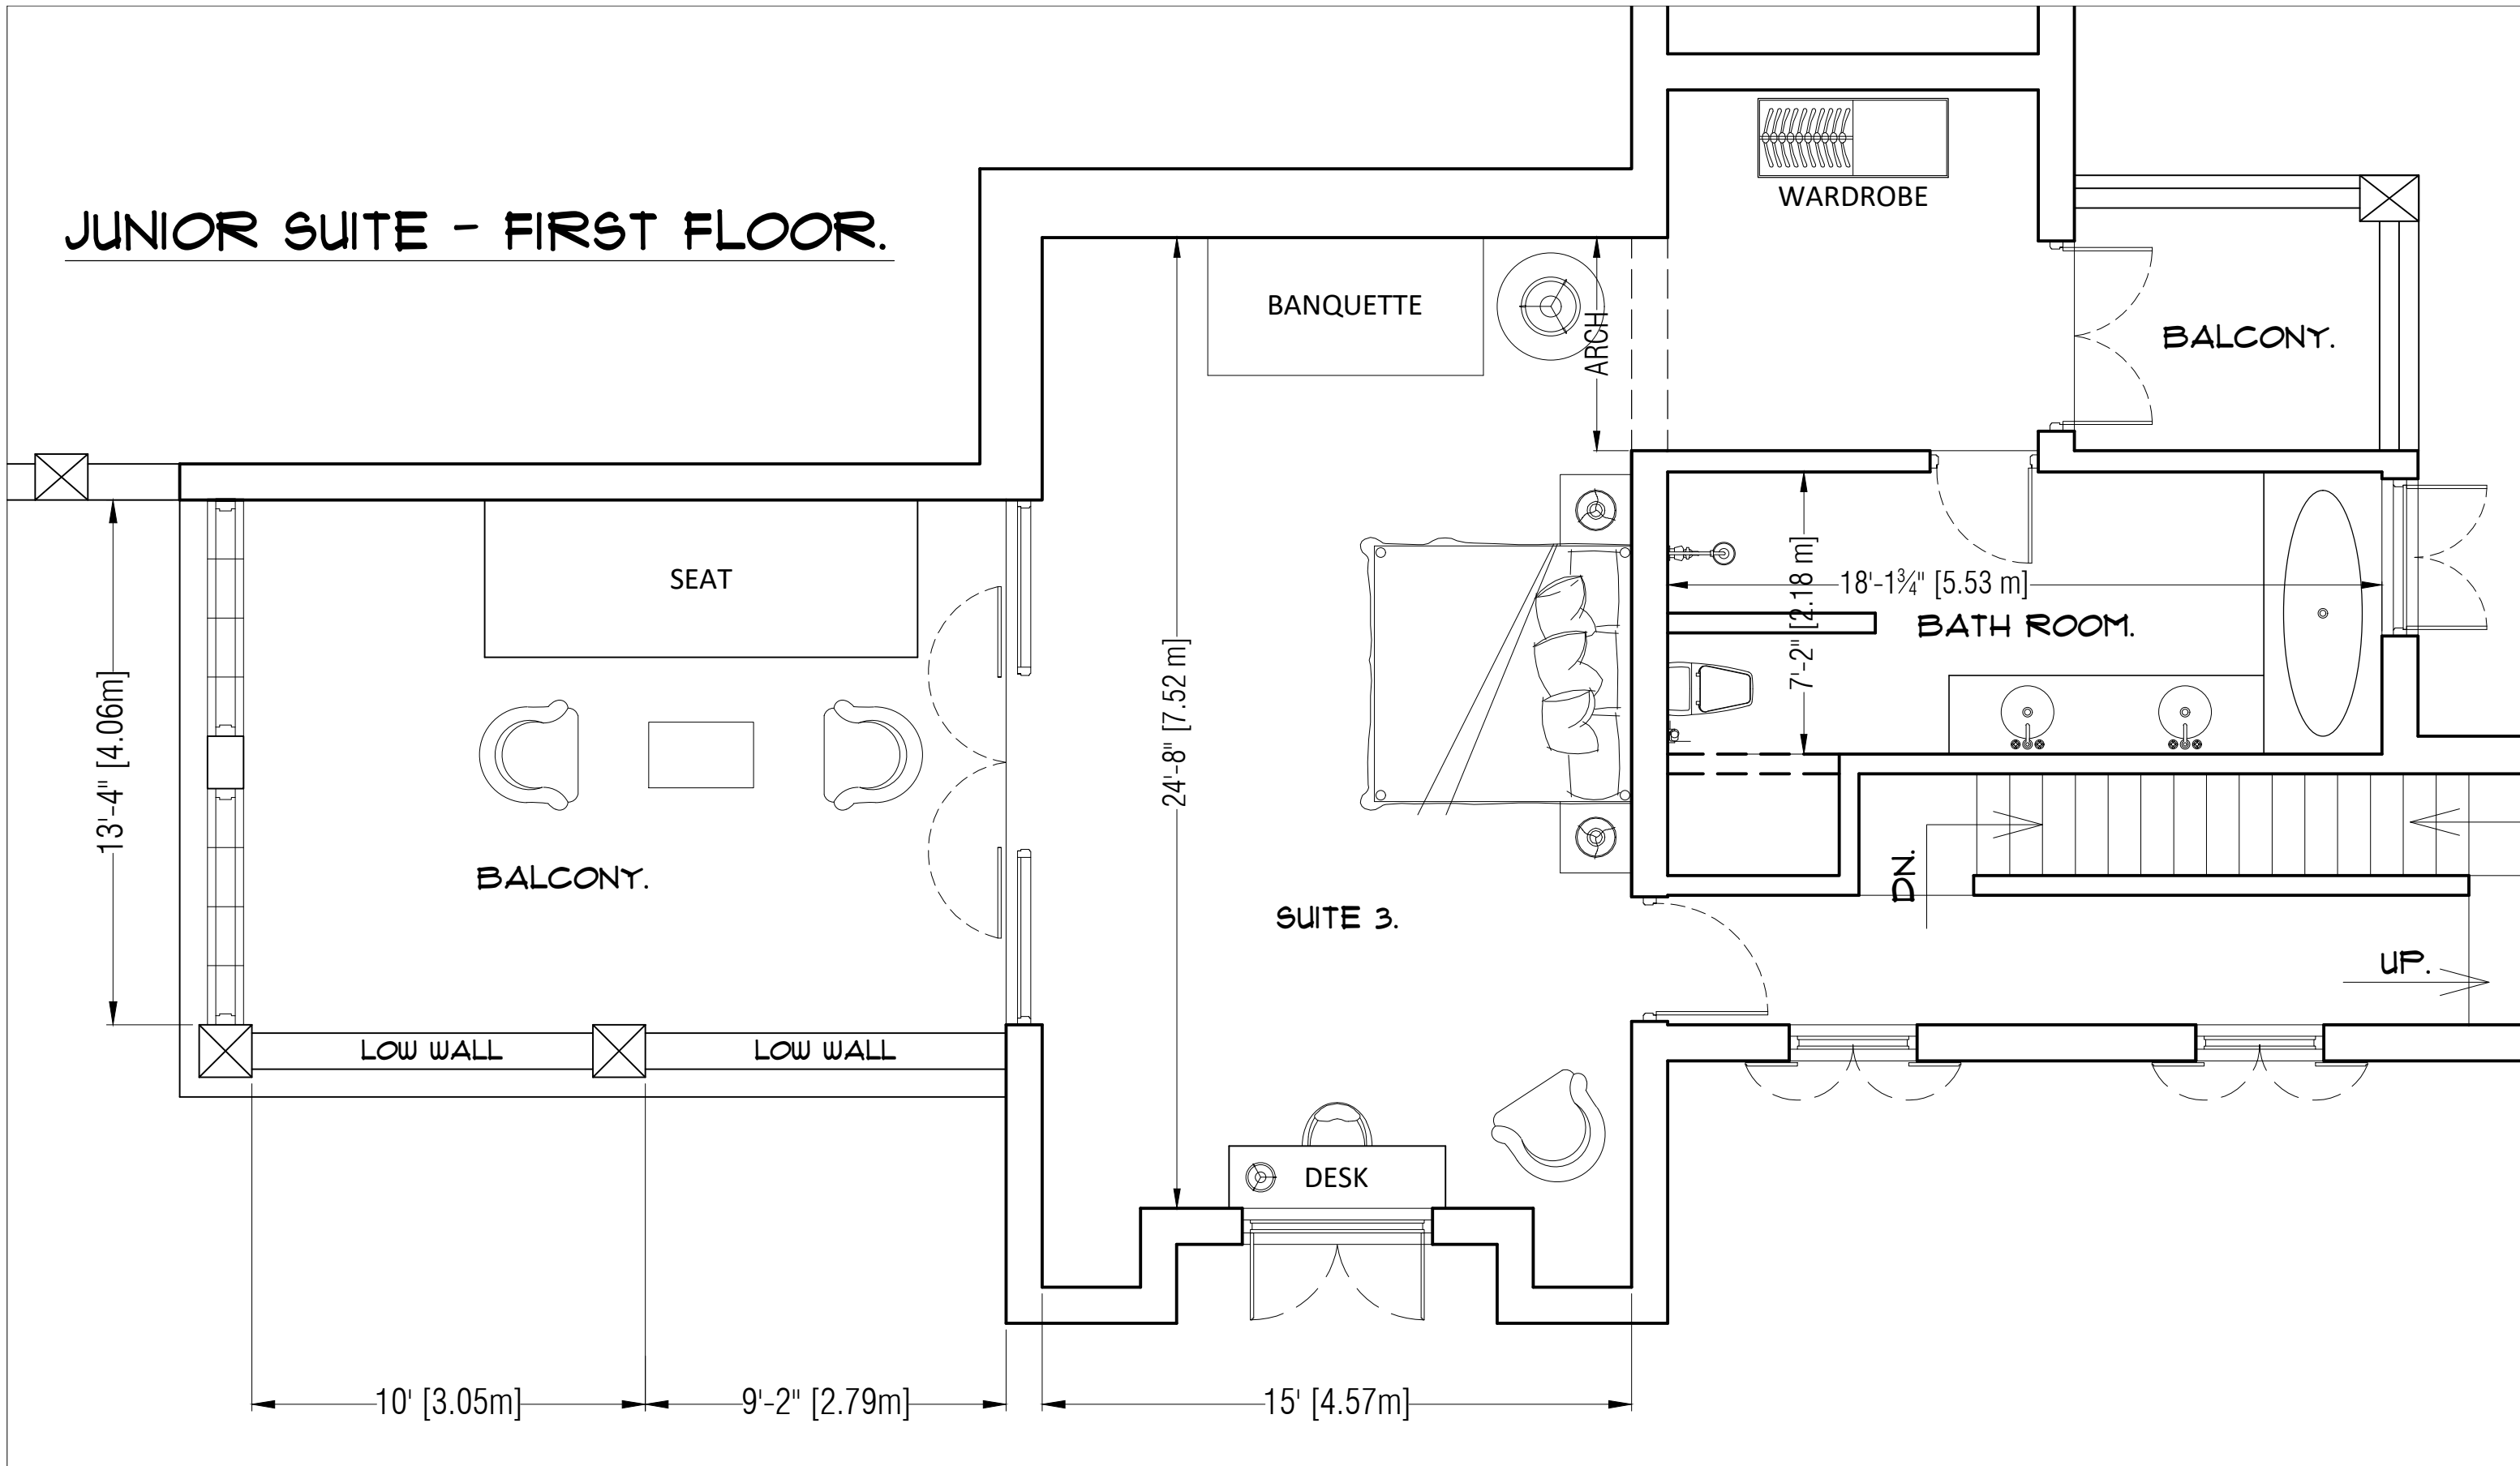 WARDROBE
JUNIOR SUITE - FIRST FLOOR.
BANQUETTE
ARCH
BALCONY.
SEAT
7'-2" [2.18 m]
18'-1¾" [5.53 m]
BATH ROOM.
13'-4" [4.06m]
24'-8" [7.52 m]
BALCONY.
SUITE 3.
DN.
UP.
LOW WALL
LOW WALL
DESK
10' [3.05m]
9'-2" [2.79m]
15' [4.57m]